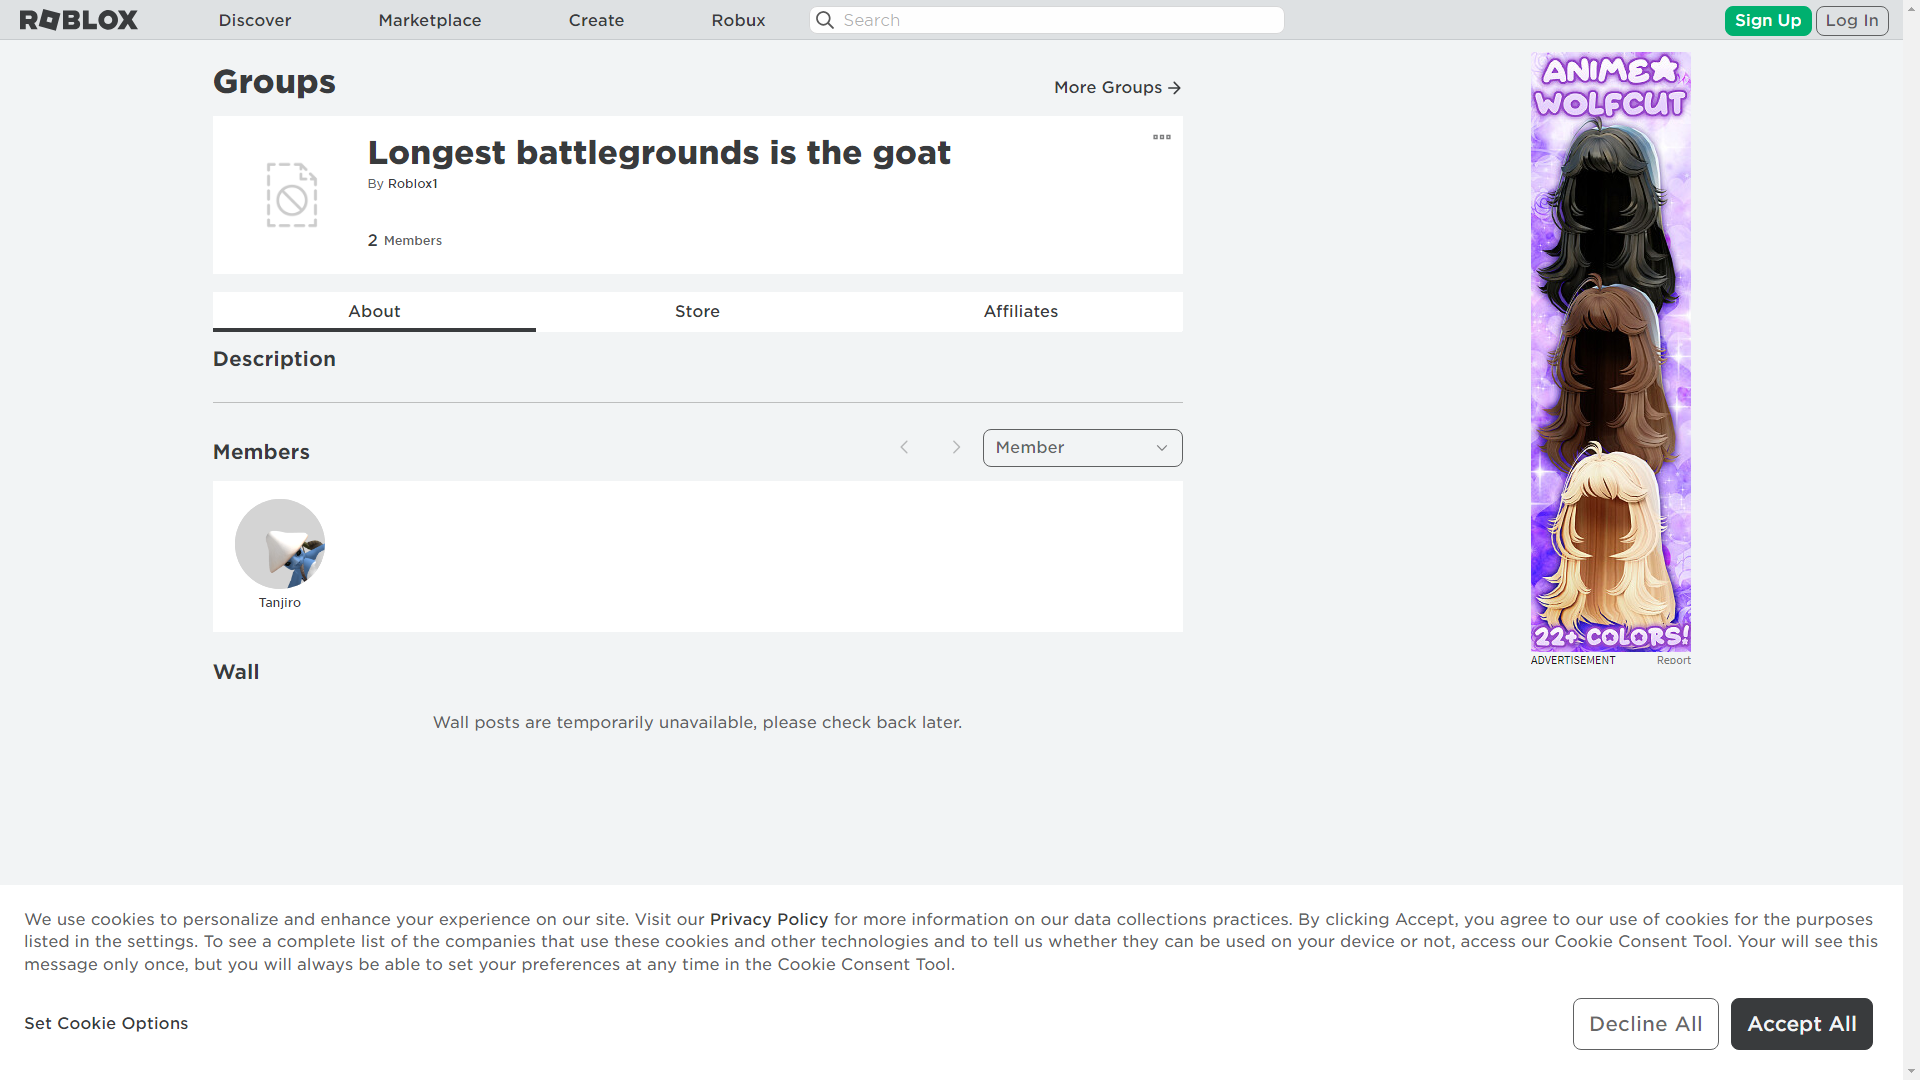 ROBLOX
Discover
Marketplace
Create
Robux
Search
Sign Up
Log In
Groups
More Groups
Longest battlegrounds is the goat
By Roblox1
2 Members
About
Store
Affiliates
Description
Members
Member
Tanjiro
Wall
Wall posts are temporarily unavailable, please check back later.
ANIME
WOLFCUT
22+ COLORS!
ADVERTISEMENT
Report
We use cookies to personalize and enhance your experience on our site. Visit our Privacy Policy for more information on our data collections practices. By clicking Accept, you agree to our use of cookies for the purposes
listed in the settings. To see a complete list of the companies that use these cookies and other technologies and to tell us whether they can be used on your device or not, access our Cookie Consent Tool. Your will see this
message only once, but you will always be able to set your preferences at any time in the Cookie Consent Tool.
Set Cookie Options
Decline All
Accept All